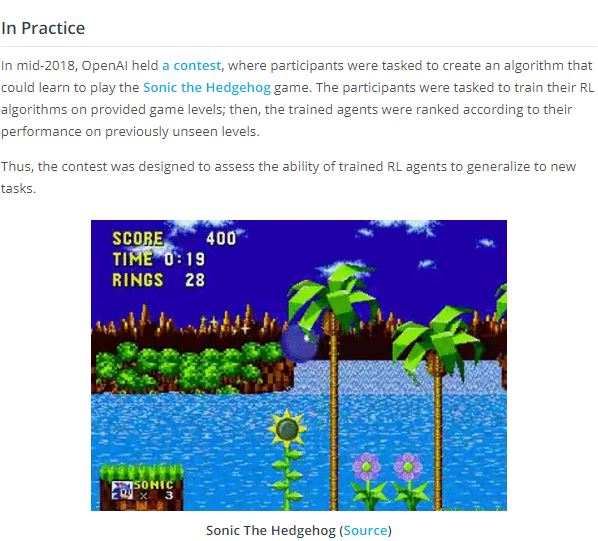 In Practice
In mid-2018, OpenAI held a contest, where participants were tasked to create an algorithm that
could learn to play the Sonic the Hedgehog game. The participants were tasked to train their RL
algorithms on provided game levels; then, the trained agents were ranked according to their
performance on previously unseen levels.
Thus, the contest was designed to assess the ability of trained RL agents to generalize to new
tasks.
SCORE 400
TIME 0:19
RINGS 28
SONIC
x 3
Sonic The Hedgehog (Source)